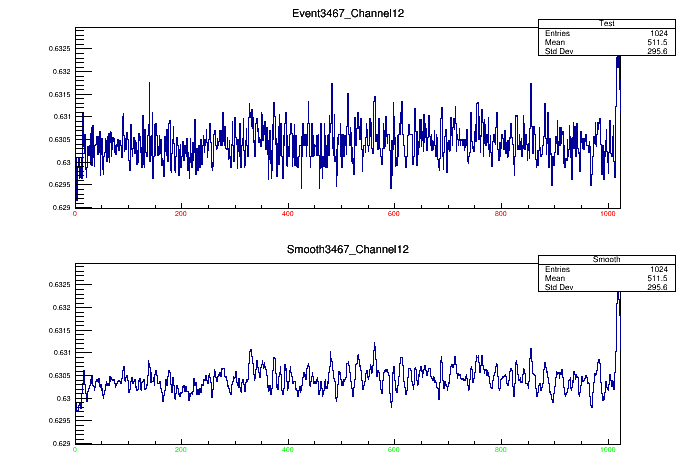 Event3467_Channel12
Test
Entries 1024
Mean 511.5
Std Dev 295.6
0.6325
0.632
0.6315
0.631
0.6305
0.63
0.6295
0.629
0 200 400 600 800 1000
Smooth3467_Channel12
Smooth
Entries 1024
Mean 511.5
Std Dev 295.6
0.6325
0.632
0.6315
0.631
0.6305
0.63
0.6295
0.629
0 200 400 600 800 1000